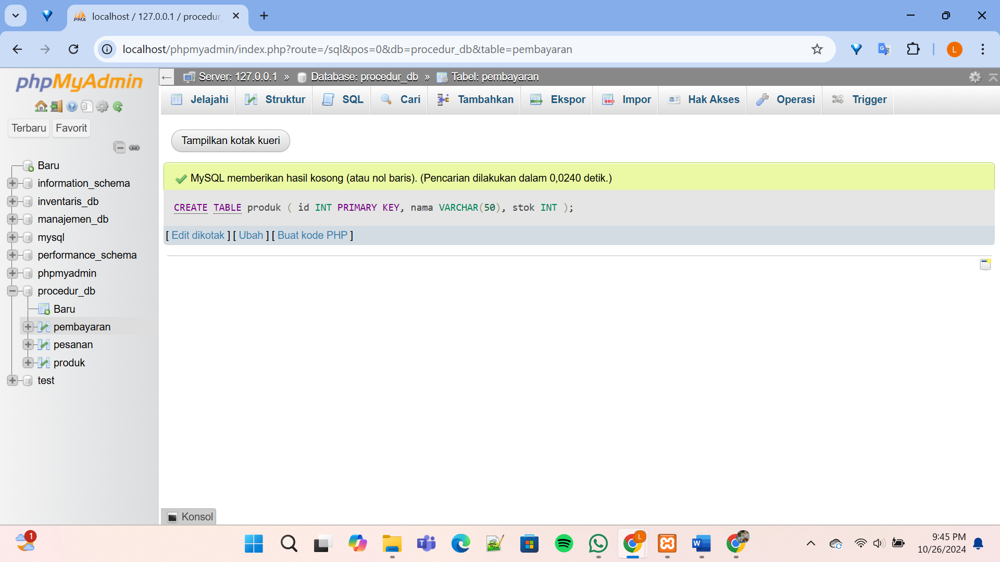 localhost / 127.0.0.1 / procedur_
localhost/phpmyadmin/index.php?route=/sql&pos=0&db=procedur_db&table=pembayaran
L
phpMyAdmin
Terbaru Favorit
Baru
information_schema
inventaris_db
manajemen_db
mysql
performance_schema
phpmyadmin
procedur_db
Baru
pembayaran
pesanan
produk
test
Server: 127.0.0.1 » Database: procedur_db » Tabel: pembayaran
Jelajahi Struktur SQL Cari Tambahkan Ekspor Impor Hak Akses Operasi Trigger
Tampilkan kotak kueri
MySQL memberikan hasil kosong (atau nol baris). (Pencarian dilakukan dalam 0,0240 detik.)
CREATE TABLE produk ( id INT PRIMARY KEY, nama VARCHAR(50), stok INT );
[ Edit dikotak ] [ Ubah ] [ Buat kode PHP ]
Konsol
1
L
9:45 PM
10/26/2024